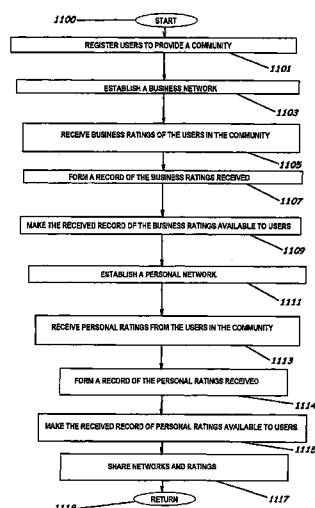 1100
START
REGISTER USERS TO PROVIDE A COMMUNITY
1101
ESTABLISH A BUSINESS NETWORK
1103
RECEIVE BUSINESS RATINGS OF THE USERS IN THE COMMUNITY
1105
FORM A RECORD OF THE BUSINESS RATINGS RECEIVED
1107
MAKE THE RECEIVED RECORD OF THE BUSINESS RATINGS AVAILABLE TO USERS
1109
ESTABLISH A PERSONAL NETWORK
1111
RECEIVE PERSONAL RATINGS FROM THE USERS IN THE COMMUNITY
1113
FORM A RECORD OF THE PERSONAL RATINGS RECEIVED
1114
MAKE THE RECEIVED RECORD OF PERSONAL RATINGS AVAILABLE TO USERS
1115
SHARE NETWORKS AND RATINGS
1117
RETURN